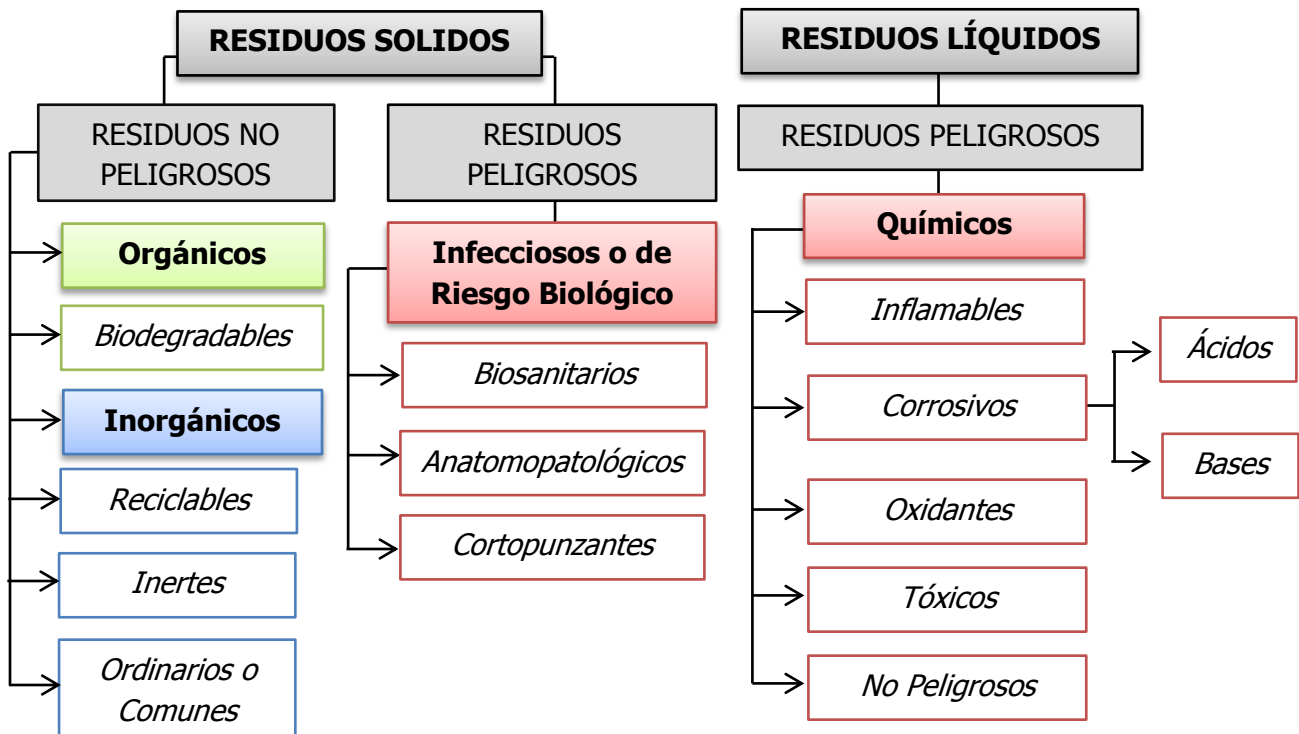 RESIDUOS SOLIDOS
RESIDUOS NO
PELIGROSOS
Orgánicos
Biodegradables
Inorgánicos
Reciclables
Inertes
Ordinarios o
Comunes
RESIDUOS
PELIGROSOS
Infecciosos o de
Riesgo Biológico
Biosanitarios
Anatomopatológicos
Cortopunzantes
RESIDUOS LÍQUIDOS
RESIDUOS PELIGROSOS
Químicos
Inflamables
Corrosivos
Ácidos
Bases
Oxidantes
Tóxicos
No Peligrosos